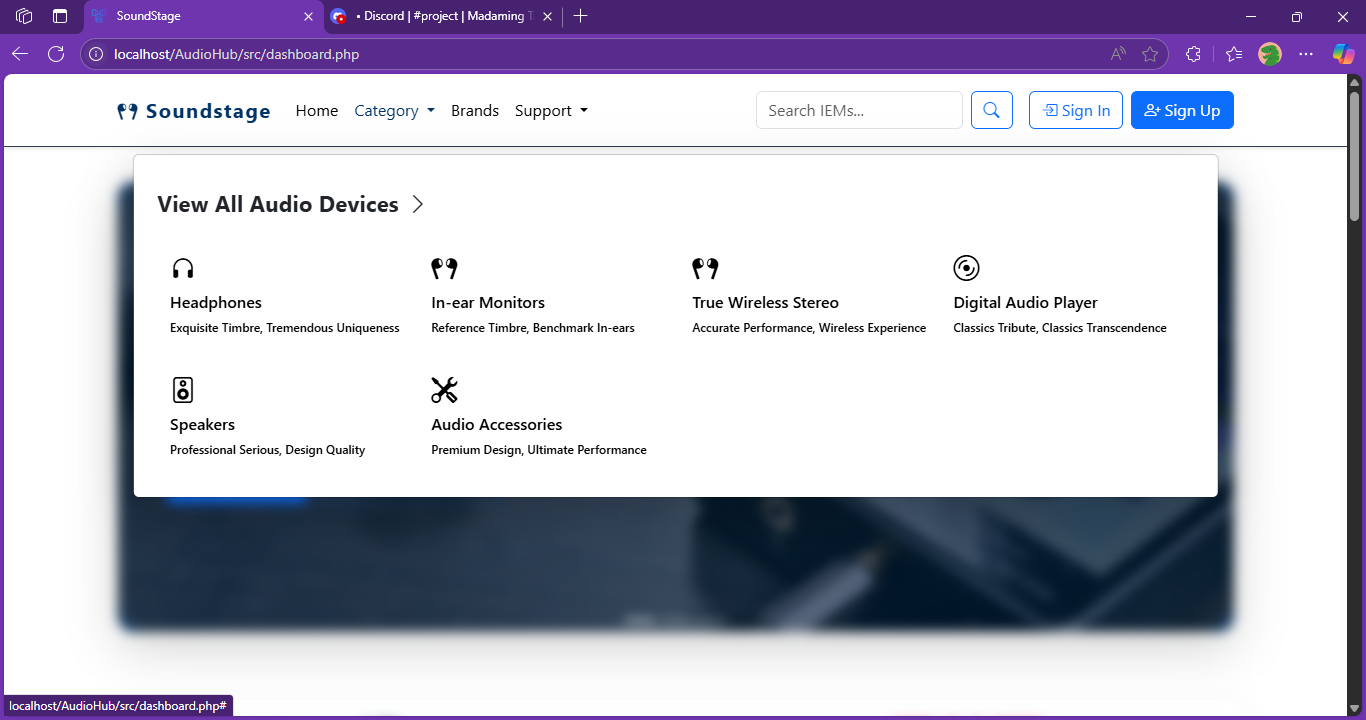 SoundStage
• Discord | #project | Madaming T
localhost/AudioHub/src/dashboard.php
Soundstage
Home
Category
Brands
Support
Search IEMs...
Sign In
Sign Up
View All Audio Devices
Headphones
Exquisite Timbre, Tremendous Uniqueness
In-ear Monitors
Reference Timbre, Benchmark In-ears
True Wireless Stereo
Accurate Performance, Wireless Experience
Digital Audio Player
Classics Tribute, Classics Transcendence
Speakers
Professional Serious, Design Quality
Audio Accessories
Premium Design, Ultimate Performance
localhost/AudioHub/src/dashboard.php#